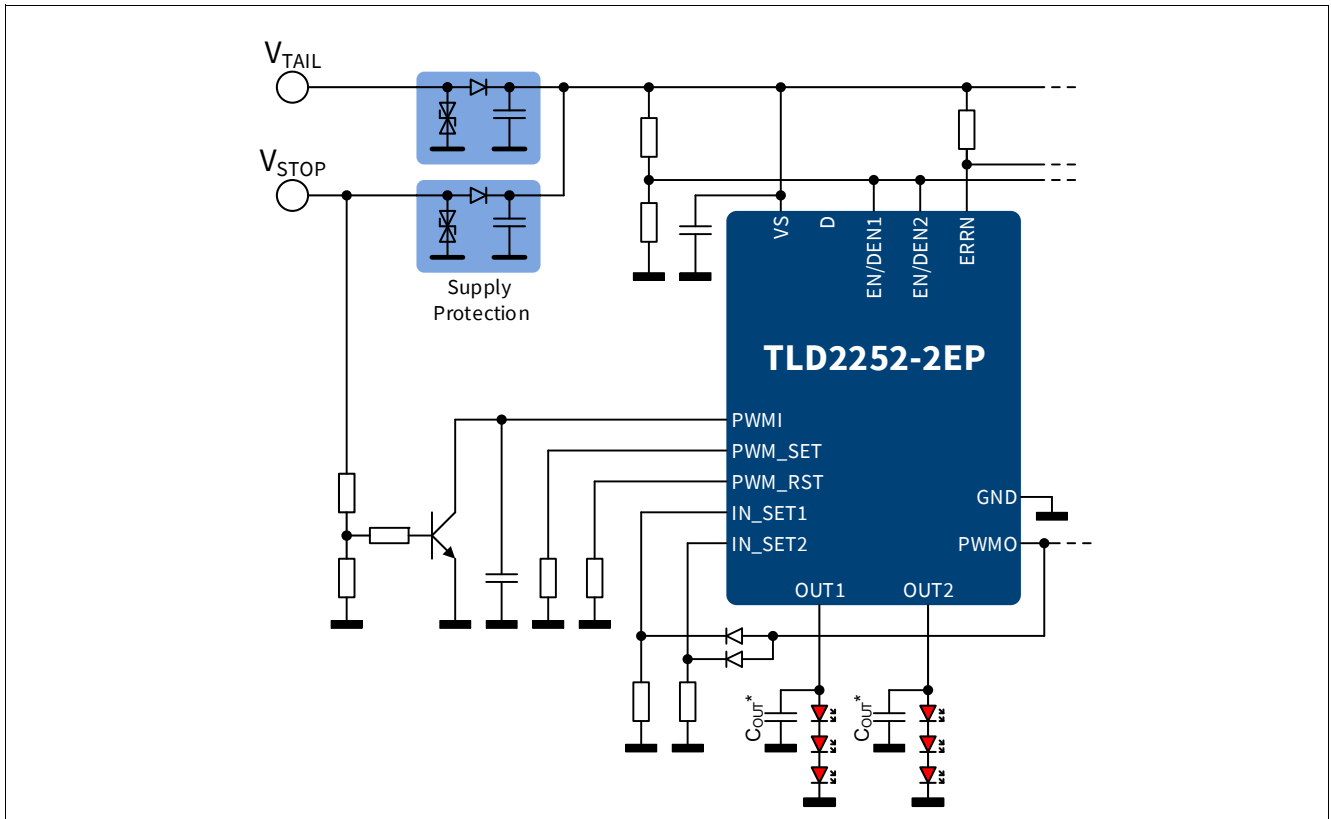 VTAIL
VSTOP
Supply
Protection
VS
D
EN/DEN1
EN/DEN2
ERRN
TLD2252-2EP
PWMI
PWM_SET
PWM_RST
IN_SET1
IN_SET2
GND
PWMO
OUT1
OUT2
COUT*
COUT*